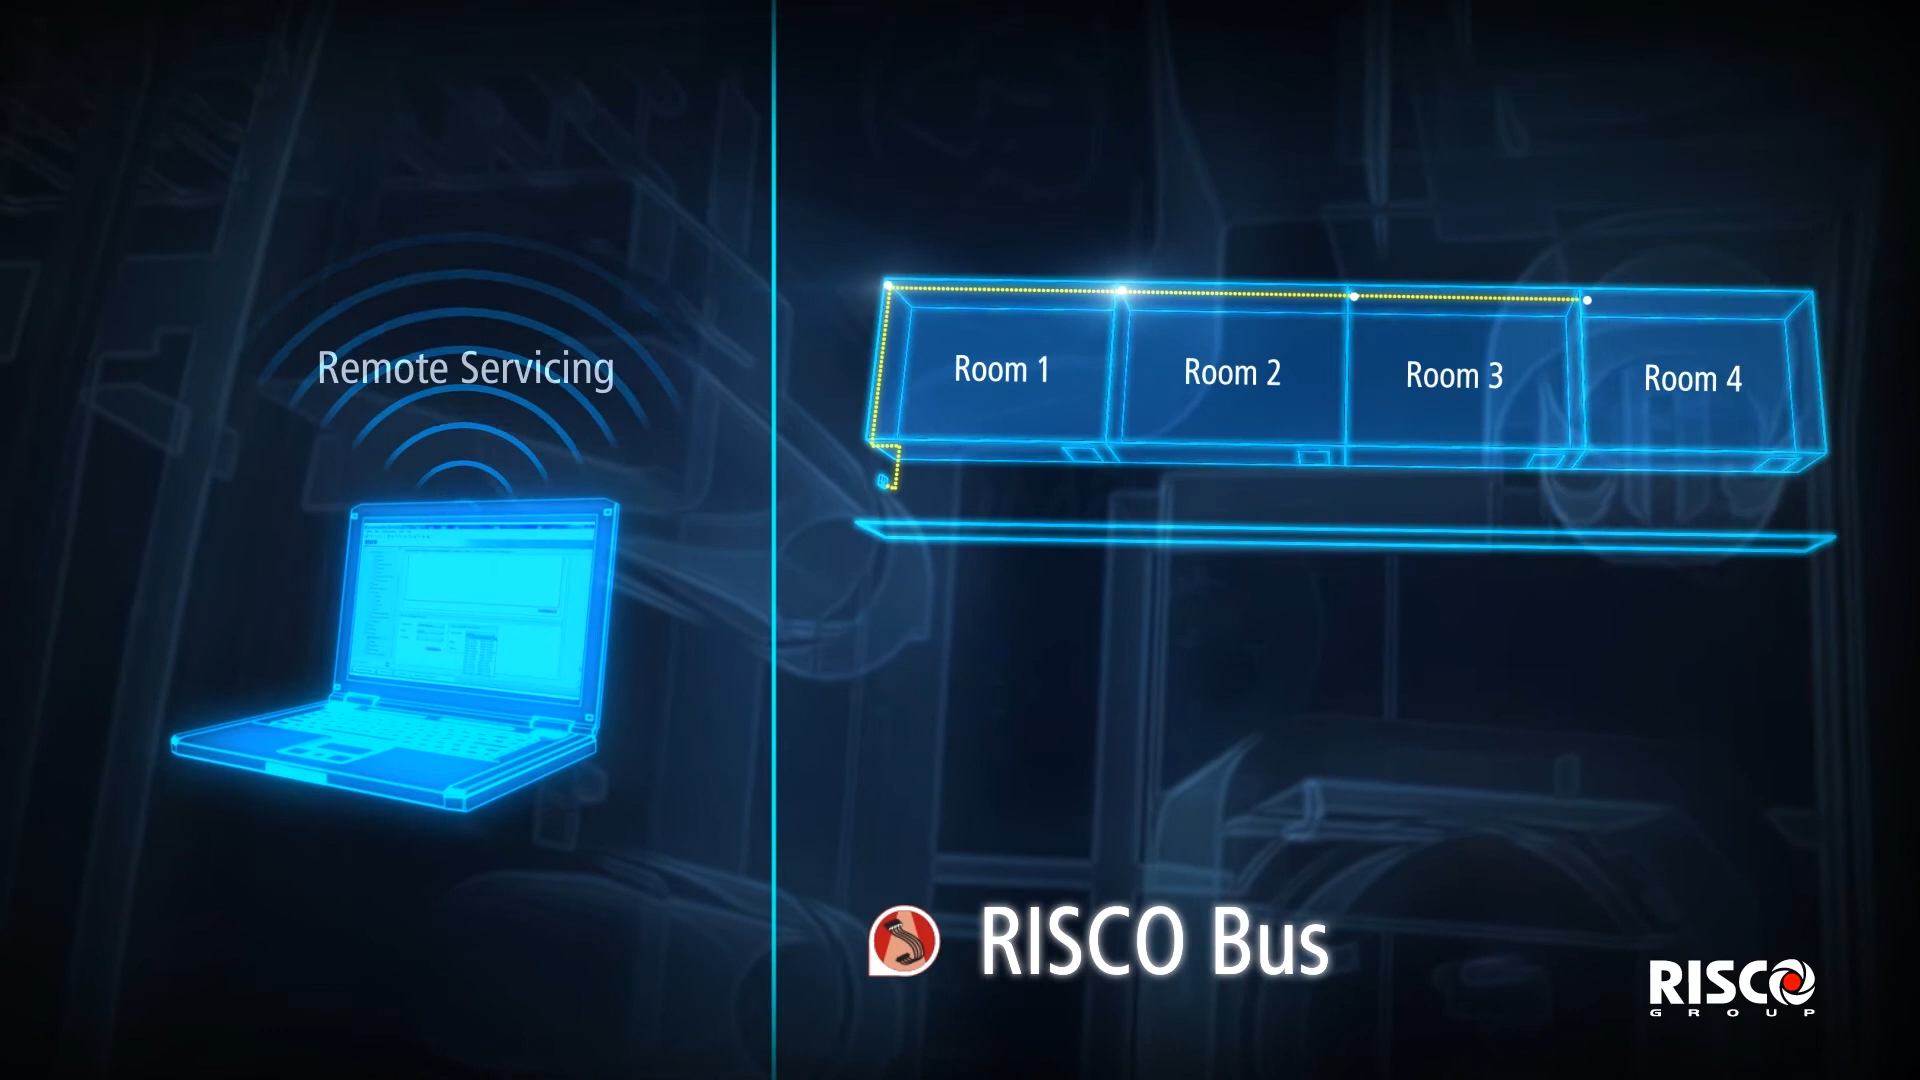 Remote Servicing
Room 1
Room 2
Room 3
Room 4
RISCO Bus
RISCO
GROUP